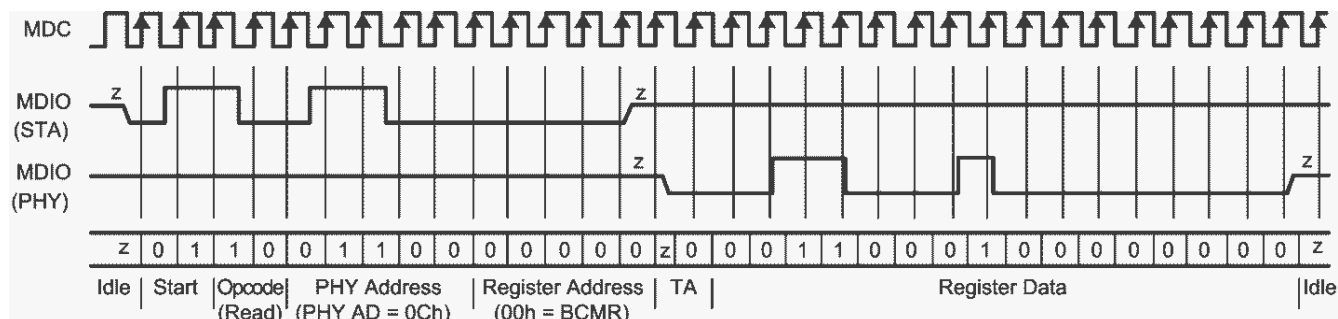 MDC
z z
MDIO
(STA)
z z
MDIO
(PHY)
z 0 1 1 0 0 1 1 0 0 0 0 0 0 0 z 0 0 0 1 1 0 0 0 1 0 0 0 0 0 0 0 0 z
Idle Start Opcode PHY Address Register Address TA Register Data Idle
(Read) (PHY AD = 0Ch) (00h = BCMR)